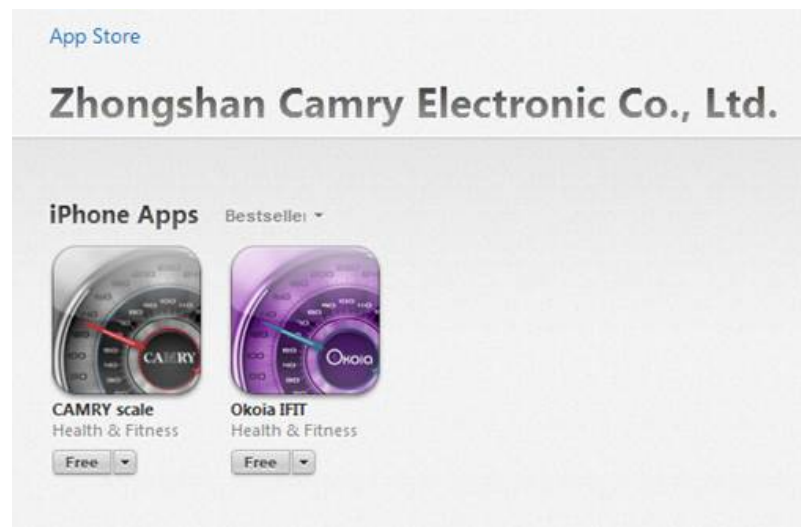 App Store
Zhongshan Camry Electronic Co., Ltd.
iPhone Apps Bestseller
CAMRY
OKOIA
CAMRY scale
Okoia IFIT
Health & Fitness
Health & Fitness
Free
Free